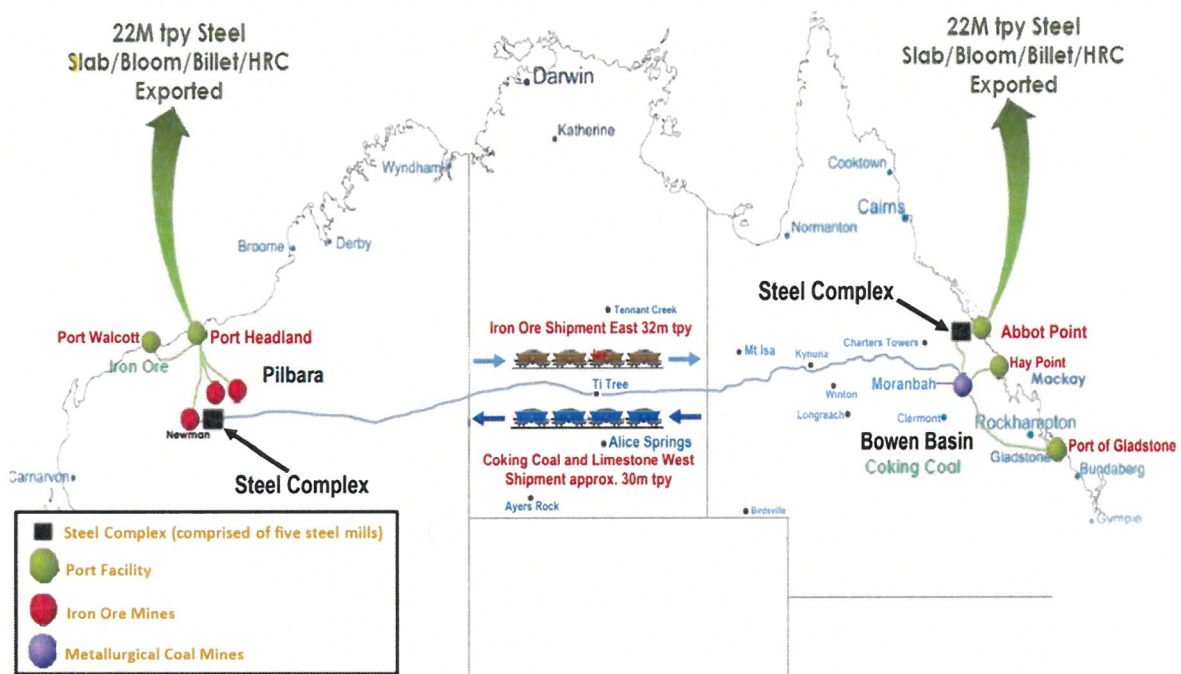 22M tpy Steel
Slab/Bloom/Billet/HRC
Exported
22M tpy Steel
Slab/Bloom/Billet/HRC
Exported
Darwin
Katherine
Wyndham
Cooktown
Cairns
Normanton
Broome
Derby
Steel Complex
Tennant Creek
Port Walcott
Port Headland
Iron Ore Shipment East 32m tpy
Abbot Point
Iron Ore
Charters Towers
Mt Isa
Kynuna
Hay Point
Pilbara
Ti Tree
Moranbah
Mackay
Winton
Longreach
Clermont
Rockhampton
Newman
Alice Springs
Bowen Basin
Port of Gladstone
Coking Coal and Limestone West
Shipment approx. 30m tpy
Coking Coal
Gladstone
Bundaberg
Carnarvon
Steel Complex
Ayers Rock
Birdsville
Gympie
Steel Complex (comprised of five steel mills)
Port Facility
Iron Ore Mines
Metallurgical Coal Mines